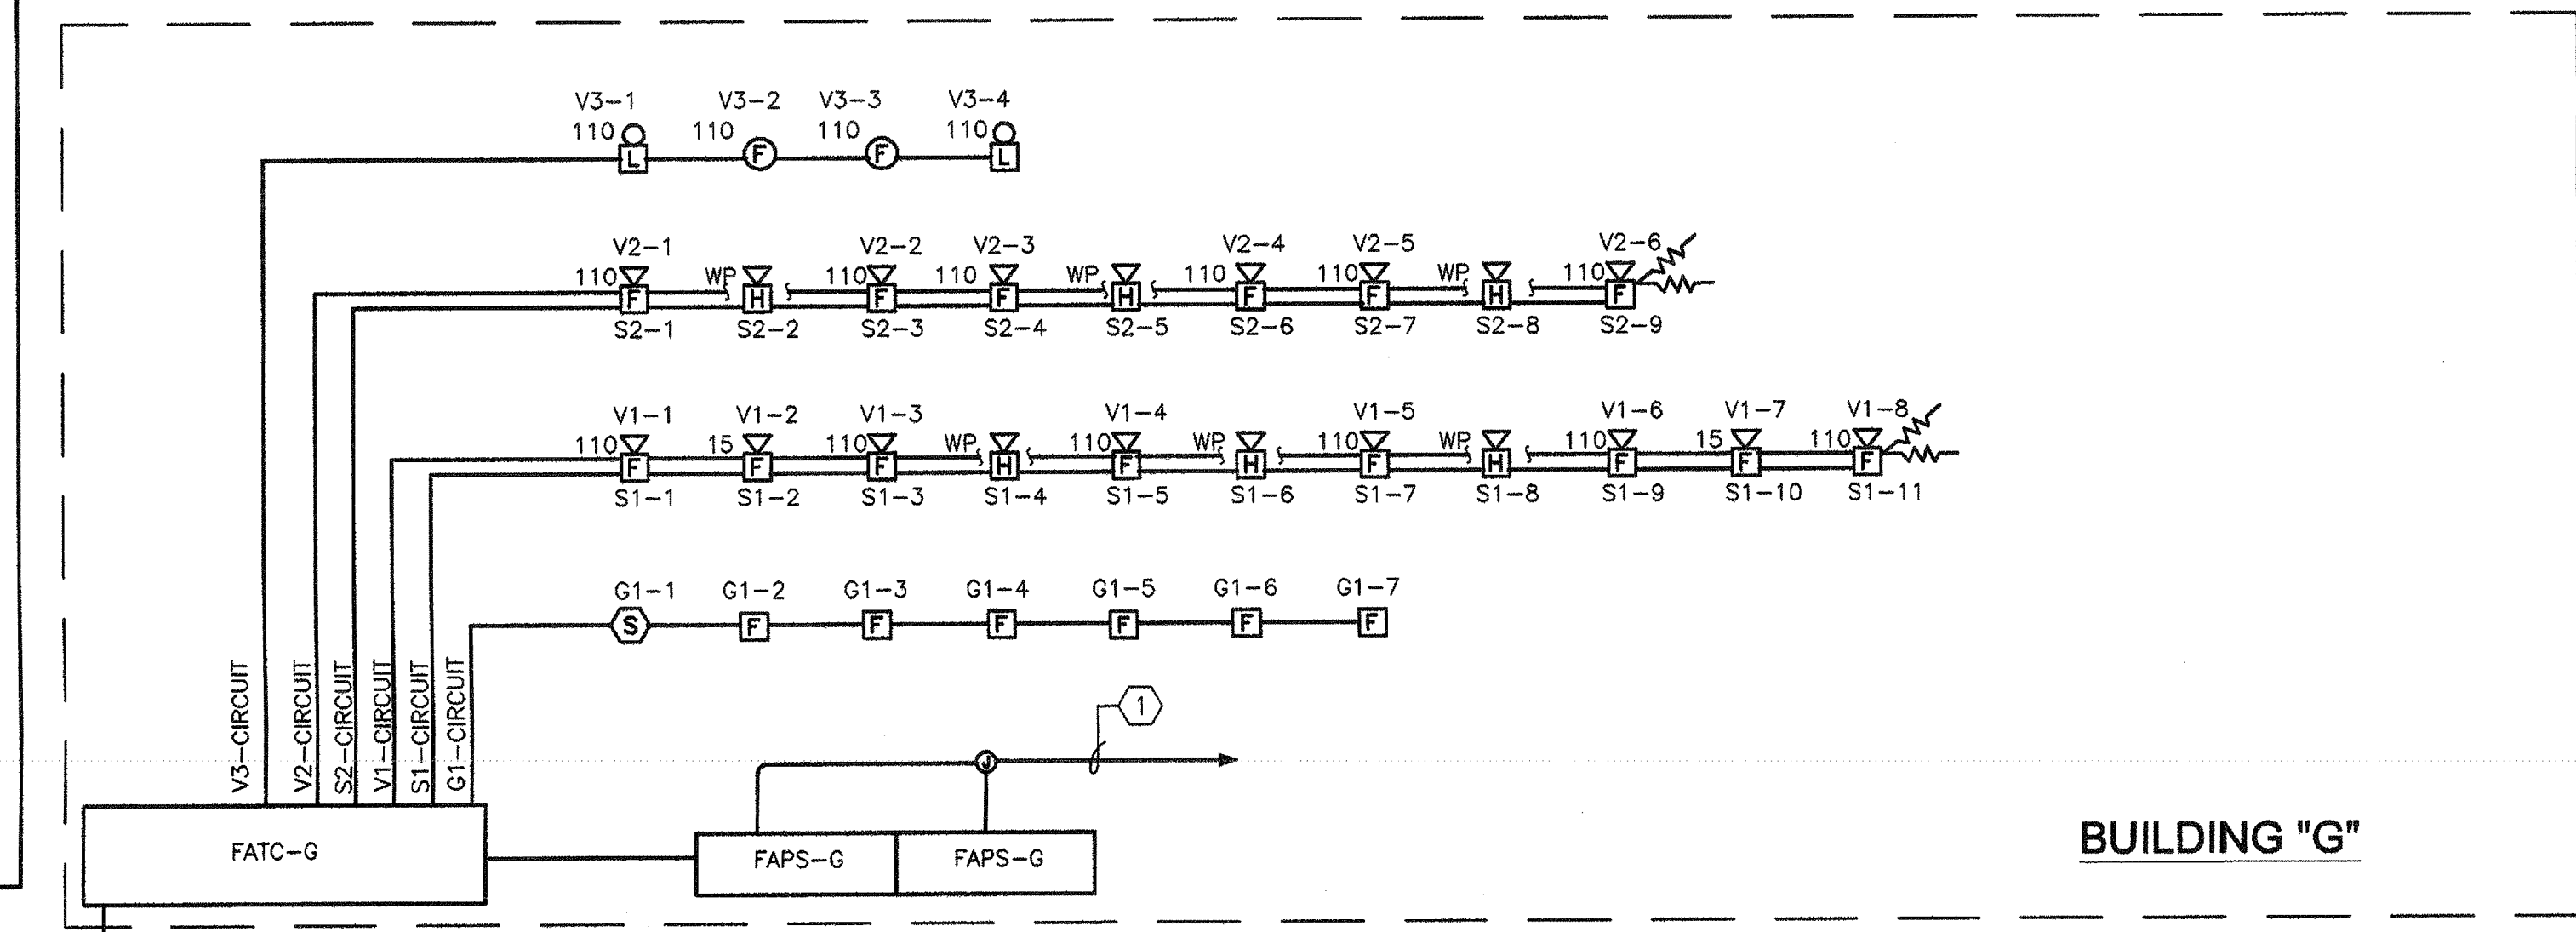 V3-1 V3-2 V3-3 V3-4
110 110 110 110
L F F L
V2-1 V2-2 V2-3 V2-4 V2-5 V2-6
110 WP 110 110 WP 110 110 WP 110
F H F F H F F H F
S2-1 S2-2 S2-3 S2-4 S2-5 S2-6 S2-7 S2-8 S2-9
V1-1 V1-2 V1-3 V1-4 V1-5 V1-6 V1-7 V1-8
110 15 110 WP 110 WP 110 WP 110 15 110
F F F H F H F H F F F
S1-1 S1-2 S1-3 S1-4 S1-5 S1-6 S1-7 S1-8 S1-9 S1-10 S1-11
G1-1 G1-2 G1-3 G1-4 G1-5 G1-6 G1-7
S F F F F F F
V3-CIRCUIT
V2-CIRCUIT
S2-CIRCUIT
V1-CIRCUIT
S1-CIRCUIT
G1-CIRCUIT
1
J
FATC-G
FAPS-G FAPS-G
BUILDING "G"